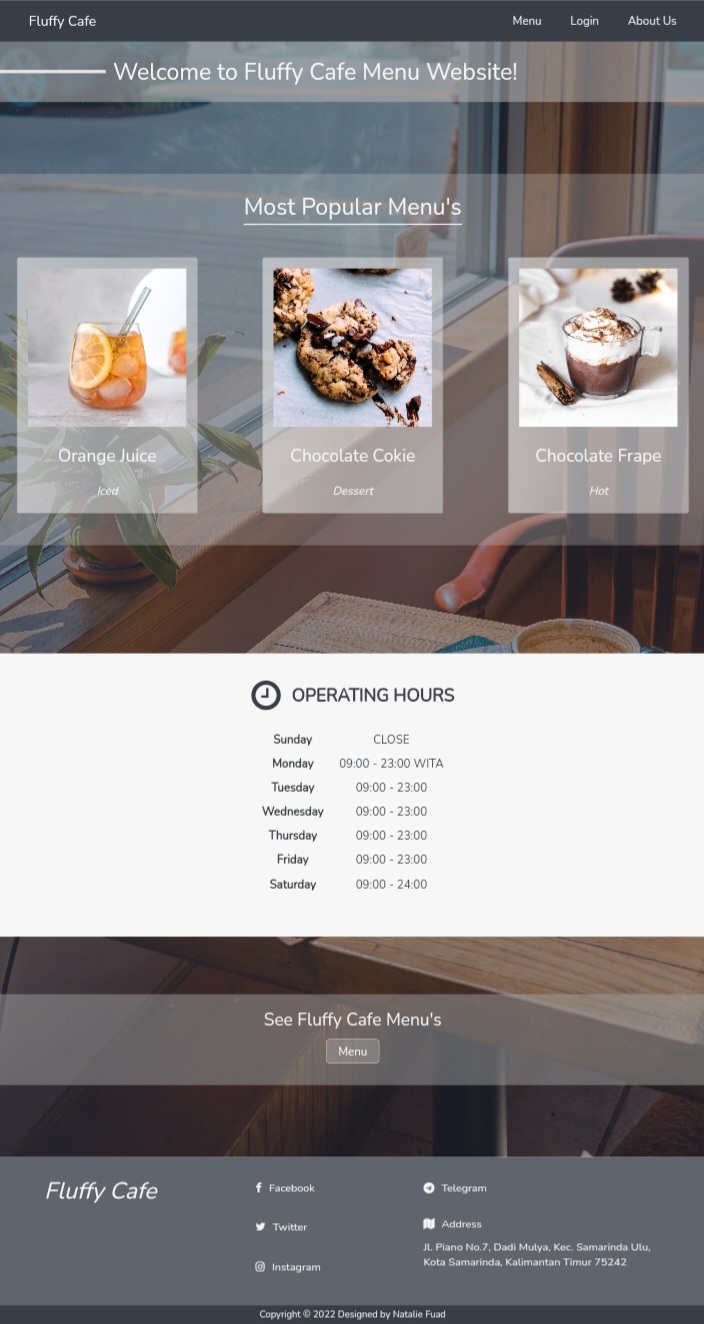 Fluffy Cafe
Menu Login About Us
Welcome to Fluffy Cafe Menu Website!
Most Popular Menu's
Orange Juice
Iced
Chocolate Cokie
Dessert
Chocolate Frape
Hot
OPERATING HOURS
Sunday CLOSE
Monday 09:00 - 23:00 WITA
Tuesday 09:00 - 23:00
Wednesday 09:00 - 23:00
Thursday 09:00 - 23:00
Friday 09:00 - 23:00
Saturday 09:00 - 24:00
See Fluffy Cafe Menu's
Menu
Fluffy Cafe
Facebook
Twitter
Instagram
Telegram
Address
Jl. Piano No.7, Dadi Mulya, Kec. Samarinda Ulu,
Kota Samarinda, Kalimantan Timur 75242
Copyright © 2022 Designed by Natalie Fuad